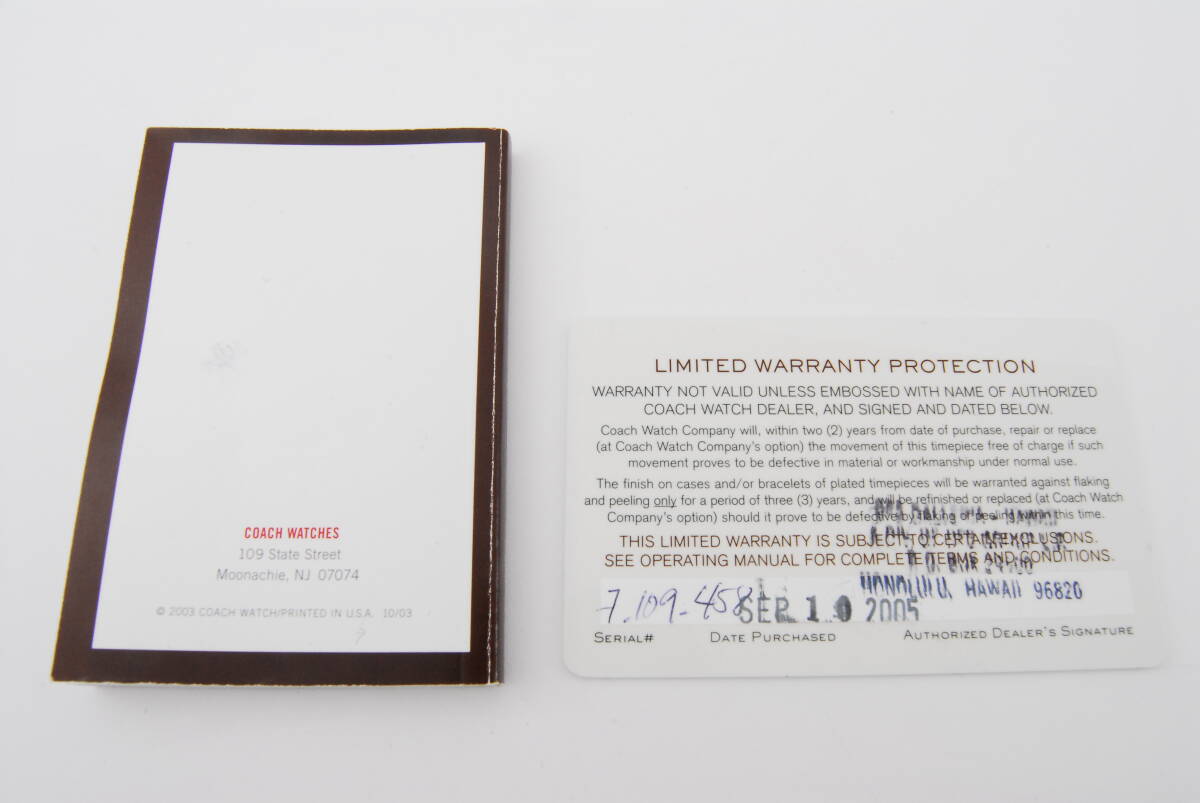 COACH WATCHES
109 State Street
Moonachie, NJ 07074
© 2003 COACH WATCH/PRINTED IN U.S.A. 10/03
LIMITED WARRANTY PROTECTION
WARRANTY NOT VALID UNLESS EMBOSSED WITH NAME OF AUTHORIZED
COACH WATCH DEALER, AND SIGNED AND DATED BELOW.
Coach Watch Company will, within two (2) years from date of purchase, repair or replace
(at Coach Watch Company's option) the movement of this timepiece free of charge if such
movement proves to be defective in material or workmanship under normal use.
The finish on cases and/or bracelets of plated timepieces will be warranted against flaking
and peeling only for a period of three (3) years, and will be refinished or replaced (at Coach Watch
Company's option) should it prove to be defective by flaking or peeling within this time.
THIS LIMITED WARRANTY IS SUBJECT TO CERTAIN EXCLUSIONS.
SEE OPERATING MANUAL FOR COMPLETE TERMS AND CONDITIONS.
HONOLULU, HAWAII 96820
7.109-458 SEP 10 2005
SERIAL# DATE PURCHASED AUTHORIZED DEALER'S SIGNATURE